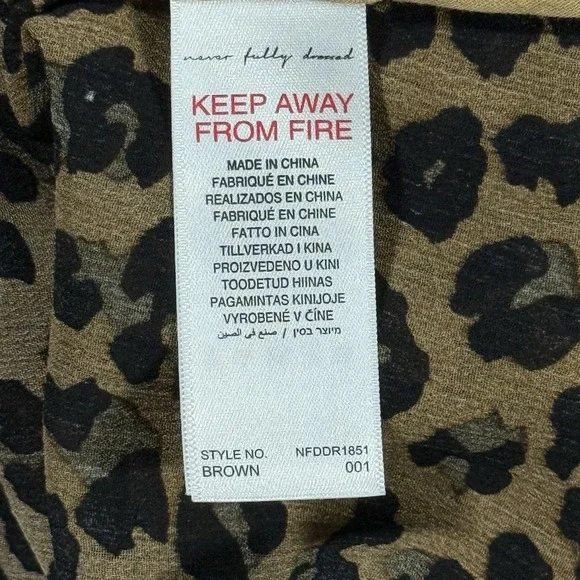 never fully dressed
KEEP AWAY
FROM FIRE
MADE IN CHINA
FABRIQUÉ EN CHINE
REALIZADOS EN CHINA
FABRIQUÉ EN CHINE
FATTO IN CINA
TILLVERKAD I KINA
PROIZVEDENO U KINI
TOODETUD HIINAS
PAGAMINTAS KINIJOJE
VYROBENÉ V ČÍNE
מיוצר בסין / صنع في الصين
STYLE NO. NFDDR1851
BROWN 001